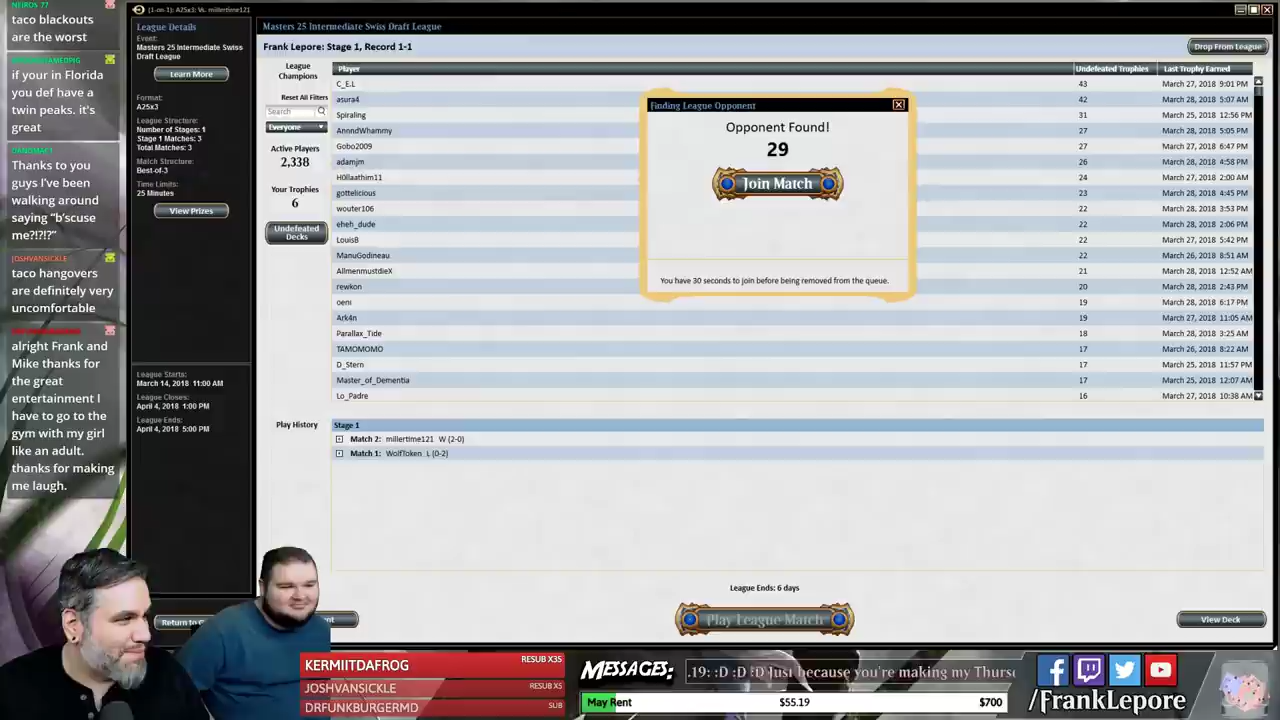 NEIROS 77
taco blackouts
are the worst
if your in Florida
you def have a
twin peaks. it's
great
DANDMAC1
Thanks to you
guys I've been
walking around
saying "b'scuse
me?!?!?"
JOSHVANSICKLE
taco hangovers
are definitely very
uncomfortable
alright Frank and
Mike thanks for
the great
entertainment I
have to go to the
gym with my girl
like an adult.
thanks for making
me laugh.
(1-on-1): A25x3: Vs. millertime121
League Details
Event:
Masters 25 Intermediate Swiss
Draft League
Learn More
Format:
A25x3
League Structure:
Number of Stages: 1
Stage 1 Matches: 3
Total Matches: 3
Match Structure:
Best-of-3
Time Limits:
25 Minutes
View Prizes
League Starts:
March 14, 2018 11:00 AM
League Closes:
April 4, 2018 1:00 PM
League Ends:
April 4, 2018 5:00 PM
Masters 25 Intermediate Swiss Draft League
Frank Lepore: Stage 1, Record 1-1
Drop From League
League
Champions
Reset All Filters
Search
Everyone
Active Players
2,338
Your Trophies
6
Undefeated
Decks
Player Undefeated Trophies Last Trophy Earned
C_E.L 43 March 27, 2018 9:01 PM
asura4 42 March 28, 2018 5:07 AM
Spiraling 31 March 25, 2018 12:56 PM
AnnndWhammy 27 March 28, 2018 5:05 PM
Gobo2009 27 March 28, 2018 6:47 PM
adamjm 26 March 28, 2018 4:58 PM
H0llaathim11 24 March 27, 2018 2:00 AM
gottelicious 23 March 28, 2018 4:45 PM
wouter106 22 March 28, 2018 3:53 PM
eheh_dude 22 March 28, 2018 2:06 PM
LouisB 22 March 27, 2018 5:42 PM
ManuGodineau 22 March 26, 2018 8:51 AM
AllmenmustdieX 21 March 28, 2018 12:52 AM
rewkon 20 March 28, 2018 2:43 PM
oeni 19 March 28, 2018 6:17 PM
Ark4n 19 March 27, 2018 11:05 AM
Parallax_Tide 18 March 28, 2018 3:25 AM
TAMOMOMO 17 March 26, 2018 8:22 AM
D_Stern 17 March 25, 2018 11:57 PM
Master_of_Dementia 17 March 25, 2018 12:07 AM
Lo_Padre 16 March 27, 2018 10:38 AM
Finding League Opponent
Opponent Found!
29
Join Match
You have 30 seconds to join before being removed from the queue.
Play History
Stage 1
Match 2: millertime121 W (2-0)
Match 1: WolfToken L (0-2)
League Ends: 6 days
Return to
Play League Match
View Deck
KERMIITDAFROG RESUB X35
JOSHVANSICKLE RESUB X5
DRFUNKBURGERMD SUB
MESSAGES:
.19: :D :D :D Just because you're making my Thurs
May Rent $55.19 $700
/FrankLepore